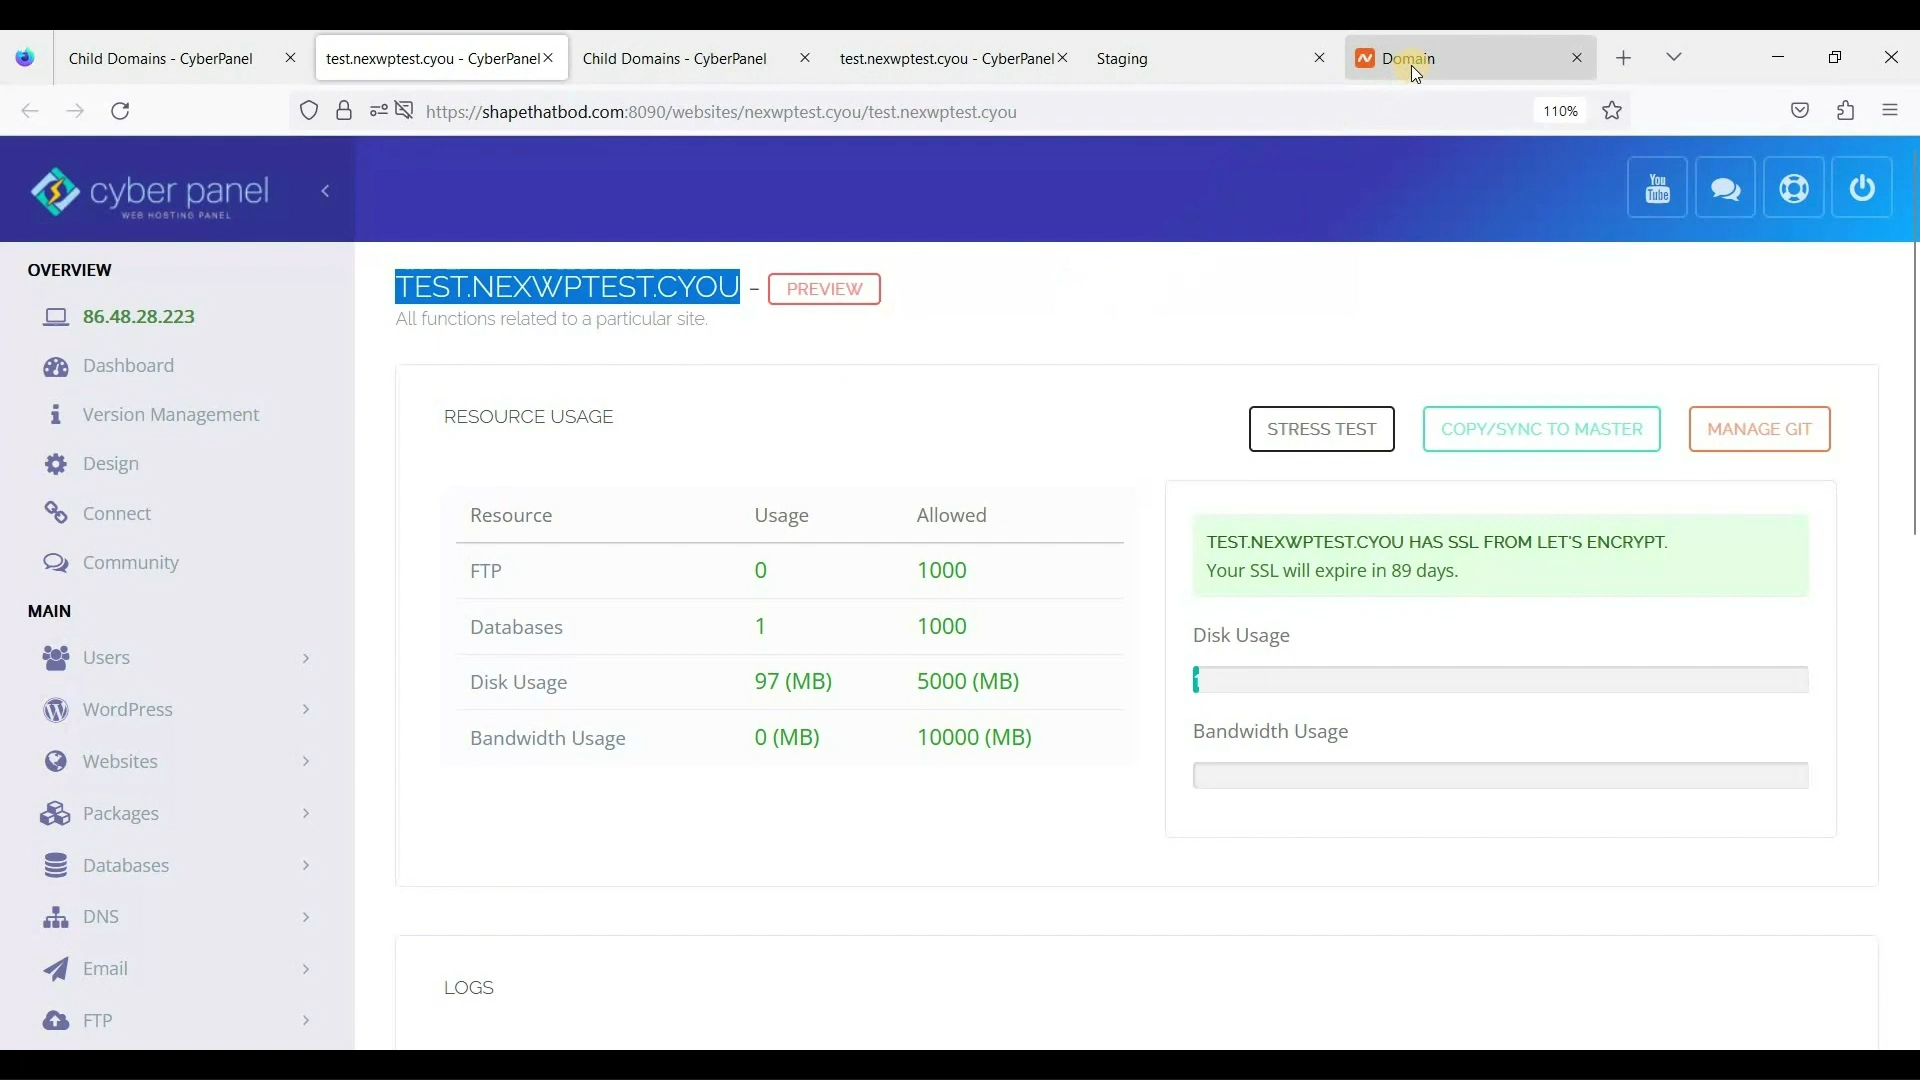 Child Domains - CyberPanel
test.nexwptest.cyou - CyberPanel
Child Domains - CyberPanel
test.nexwptest.cyou - CyberPanel
Staging
Domain
https://shapethatbod.com:8090/websites/nexwptest.cyou/test.nexwptest.cyou
110%
cyber panel
WEB HOSTING PANEL
You
Tube
OVERVIEW
86.48.28.223
Dashboard
Version Management
Design
Connect
Community
MAIN
Users
WordPress
Websites
Packages
Databases
DNS
Email
FTP
TEST.NEXWPTEST.CYOU - PREVIEW
All functions related to a particular site.
RESOURCE USAGE
STRESS TEST
COPY/SYNC TO MASTER
MANAGE GIT
Resource Usage Allowed
FTP 0 1000
Databases 1 1000
Disk Usage 97 (MB) 5000 (MB)
Bandwidth Usage 0 (MB) 10000 (MB)
TEST.NEXWPTEST.CYOU HAS SSL FROM LET'S ENCRYPT.
Your SSL will expire in 89 days.
Disk Usage
Bandwidth Usage
LOGS